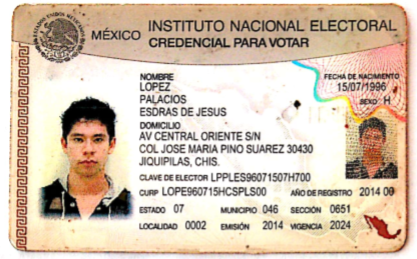 MÉXICO INSTITUTO NACIONAL ELECTORAL
CREDENCIAL PARA VOTAR
NOMBRE
LOPEZ
PALACIOS
ESDRAS DE JESUS
FECHA DE NACIMIENTO
15/07/1996
SEXO H
DOMICILIO
AV CENTRAL ORIENTE S/N
COL JOSE MARIA PINO SUAREZ 30430
JIQUIPILAS, CHIS.
CLAVE DE ELECTOR LPPLES96071507H700
CURP LOPE960715HCSPLS00 AÑO DE REGISTRO 2014 00
ESTADO 07 MUNICIPIO 046 SECCIÓN 0651
LOCALIDAD 0002 EMISIÓN 2014 VIGENCIA 2024